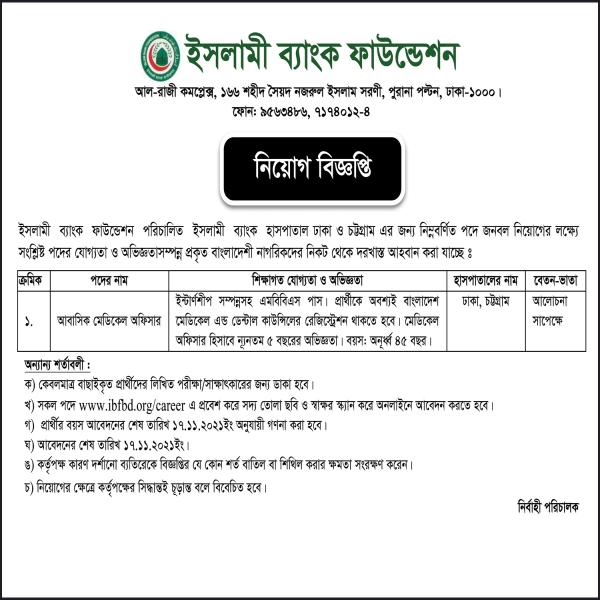 ইসলামী ব্যাংক ফাউন্ডেশন
আল-রাজী কমপ্লেক্স, ১৬৬ শহীদ সৈয়দ নজরুল ইসলাম সরণী, পুরানা পল্টন, ঢাকা-১০০০।
ফোন: ৯৫৬৩৪৮৬, ৭১৭৪০১২-৪
নিয়োগ বিজ্ঞপ্তি
ইসলামী ব্যাংক ফাউন্ডেশন পরিচালিত ইসলামী ব্যাংক হাসপাতাল ঢাকা ও চট্টগ্রাম এর জন্য নিম্নবর্ণিত পদে জনবল নিয়োগের লক্ষ্যে
সংশ্লিষ্ট পদের যোগ্যতা ও অভিজ্ঞতাসম্পন্ন প্রকৃত বাংলাদেশী নাগরিকদের নিকট থেকে দরখাস্ত আহবান করা যাচ্ছে ঃ
ক্রমিক পদের নাম শিক্ষাগত যোগ্যতা ও অভিজ্ঞতা হাসপাতালের নাম বেতন-ভাতা
১. আবাসিক মেডিকেল অফিসার ইন্টার্ণশীপ সম্পন্নসহ এমবিবিএস পাস। প্রার্থীকে অবশ্যই বাংলাদেশ ঢাকা, চট্টগ্রাম আলোচনা
মেডিকেল এন্ড ডেন্টাল কাউন্সিলের রেজিস্ট্রেশন থাকতে হবে। মেডিকেল সাপেক্ষে
অফিসার হিসাবে ন্যূনতম ৫ বছরের অভিজ্ঞতা। বয়স: অনূর্ধ্ব ৪৫ বছর।
অন্যান্য শর্তাবলী :
ক) কেবলমাত্র বাছাইকৃত প্রার্থীদের লিখিত পরীক্ষা/সাক্ষাৎকারের জন্য ডাকা হবে।
খ) সকল পদে www.ibfbd.org/career এ প্রবেশ করে সদ্য তোলা ছবি ও স্বাক্ষর স্ক্যান করে অনলাইনে আবেদন করতে হবে।
গ) প্রার্থীর বয়স আবেদনের শেষ তারিখ ১৭.১১.২০২১ইং অনুযায়ী গণনা করা হবে।
ঘ) আবেদনের শেষ তারিখ ১৭.১১.২০২১ইং।
ঙ) কর্তৃপক্ষ কারণ দর্শানো ব্যতিরেকে বিজ্ঞপ্তির যে কোন শর্ত বাতিল বা শিথিল করার ক্ষমতা সংরক্ষণ করেন।
চ) নিয়োগের ক্ষেত্রে কর্তৃপক্ষের সিদ্ধান্তই চূড়ান্ত বলে বিবেচিত হবে।
নির্বাহী পরিচালক